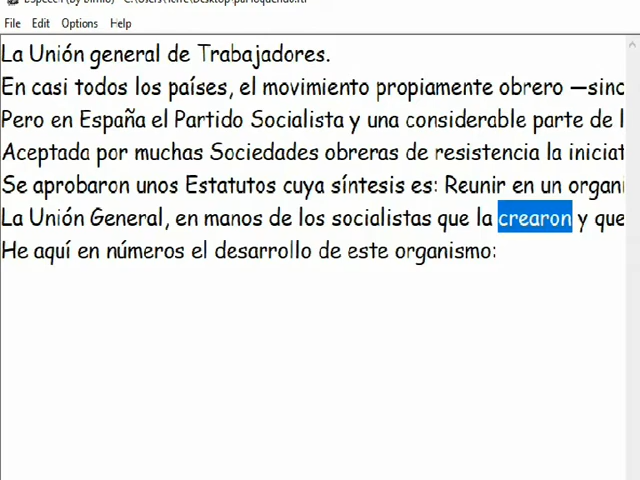 File Edit Options Help
La Unión general de Trabajadores.
En casi todos los países, el movimiento propiamente obrero —sinc
Pero en España el Partido Socialista y una considerable parte de l
Aceptada por muchas Sociedades obreras de resistencia la iniciat
Se aprobaron unos Estatutos cuya síntesis es: Reunir en un organi
La Unión General, en manos de los socialistas que la crearon y que
He aquí en números el desarrollo de este organismo: